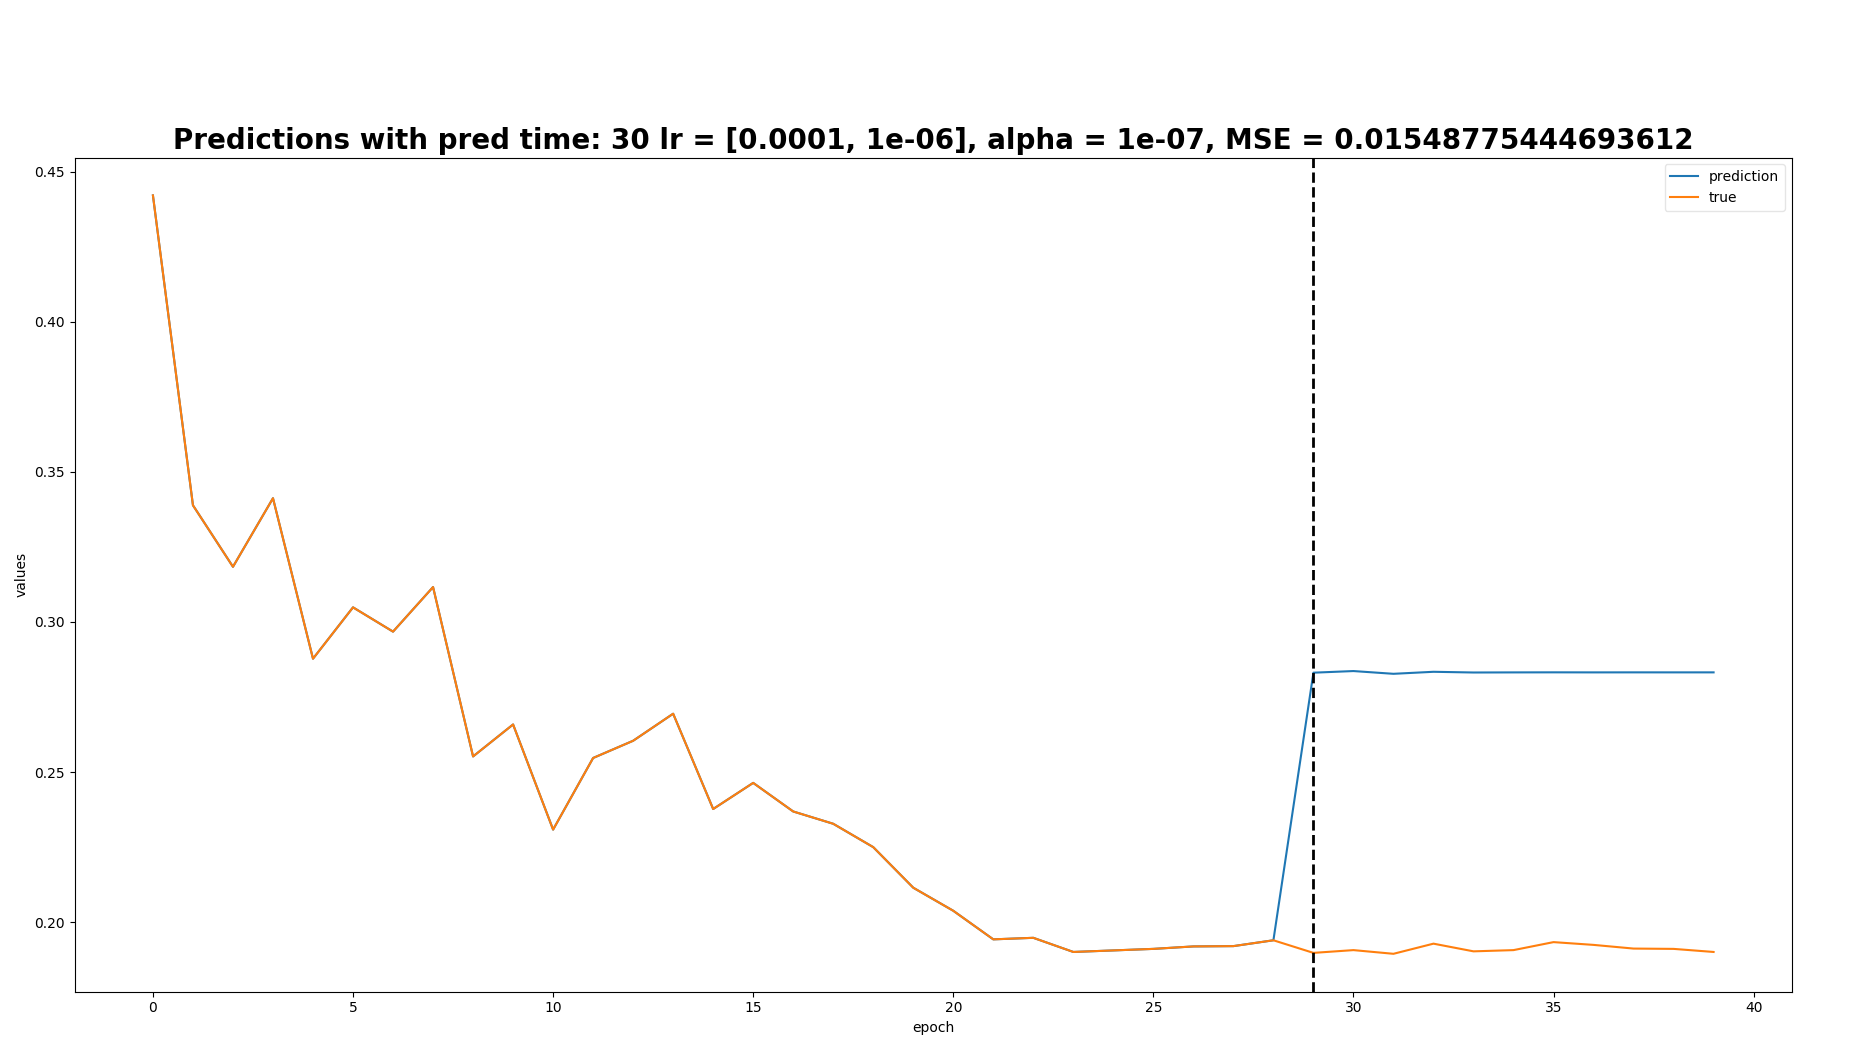 Predictions with pred time: 30 lr = [0.0001, 1e-06], alpha = 1e-07, MSE = 0.01548775444693612
prediction
true
0.45
0.40
0.35
0.30
0.25
0.20
values
0 5 10 15 20 25 30 35 40
epoch